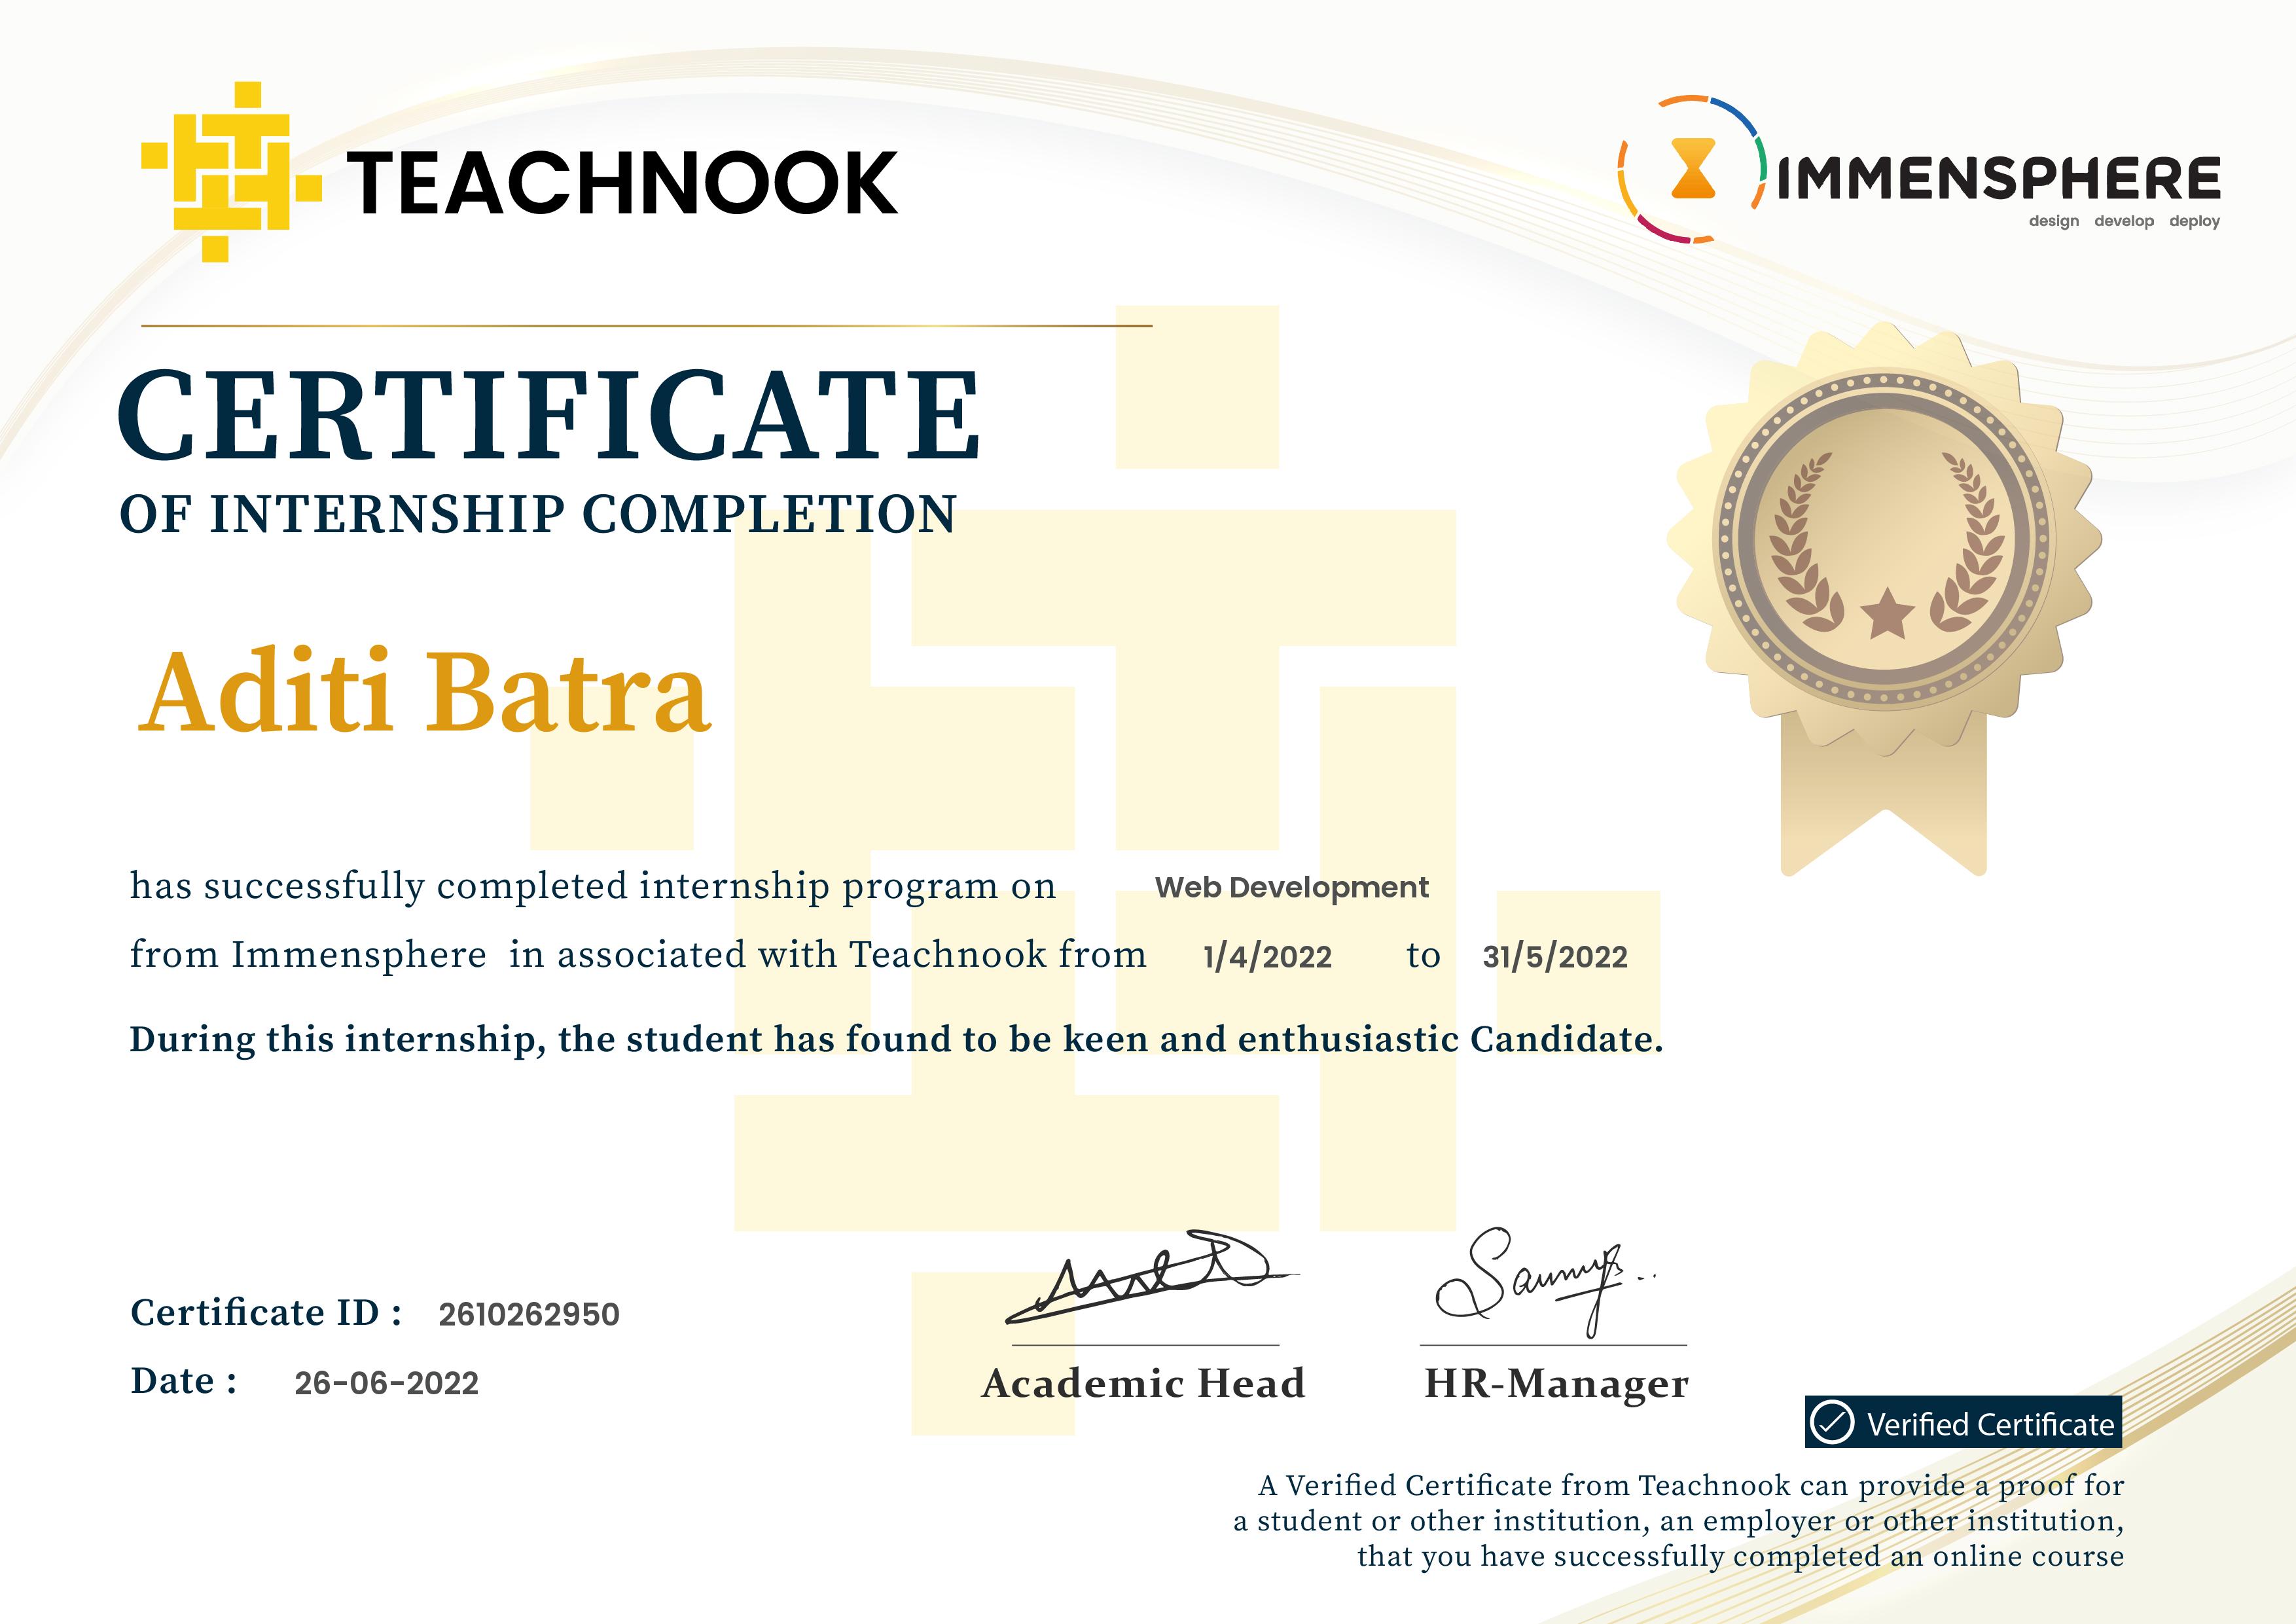 TEACHNOOK
IMMENSPHERE
design develop deploy
CERTIFICATE
OF INTERNSHIP COMPLETION
Aditi Batra
has successfully completed internship program on Web Development
from Immensphere in associated with Teachnook from 1/4/2022 to 31/5/2022
During this internship, the student has found to be keen and enthusiastic Candidate.
Certificate ID : 2610262950
Date : 26-06-2022
Academic Head
HR-Manager
Verified Certificate
A Verified Certificate from Teachnook can provide a proof for
a student or other institution, an employer or other institution,
that you have successfully completed an online course